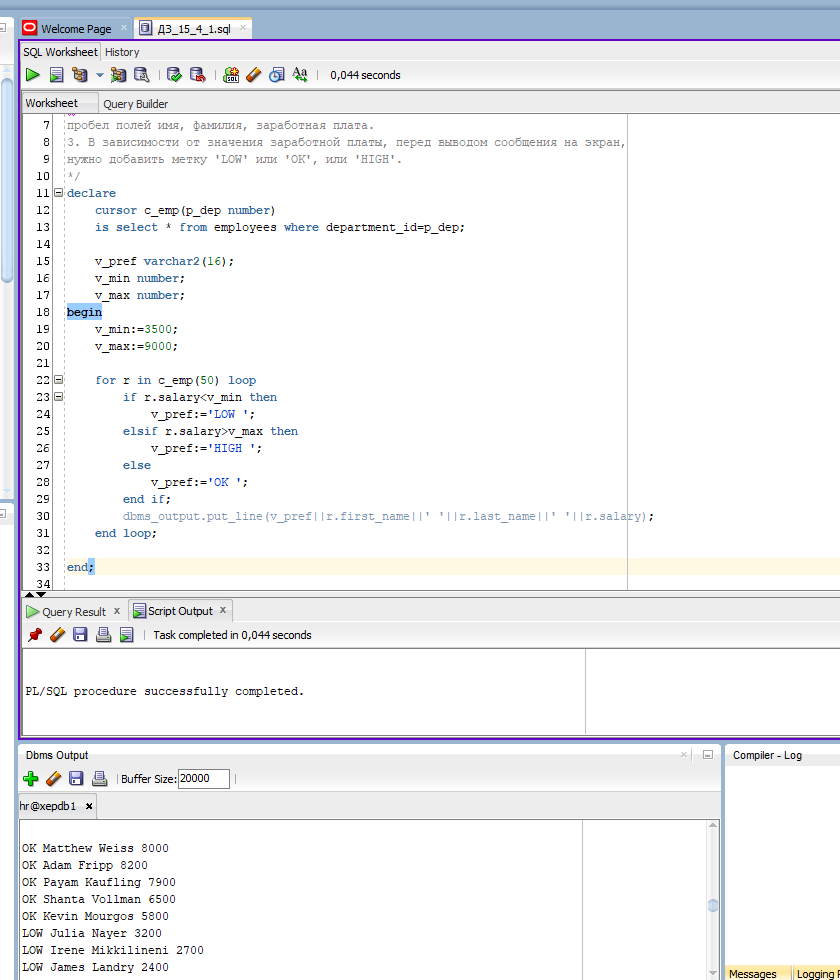 Welcome Page
ДЗ_15_4_1.sql
SQL Worksheet History
0,044 seconds
Worksheet Query Builder
7 пробел полей имя, фамилия, заработная плата.
8 3. В зависимости от значения заработной платы, перед выводом сообщения на экран,
9 нужно добавить метку 'LOW' или 'OK', или 'HIGH'.
10 */
11 declare
12 cursor c_emp(p_dep number)
13 is select * from employees where department_id=p_dep;
14
15 v_pref varchar2(16);
16 v_min number;
17 v_max number;
18 begin
19 v_min:=3500;
20 v_max:=9000;
21
22 for r in c_emp(50) loop
23 if r.salary<v_min then
24 v_pref:='LOW ';
25 elsif r.salary>v_max then
26 v_pref:='HIGH ';
27 else
28 v_pref:='OK ';
29 end if;
30 dbms_output.put_line(v_pref||r.first_name||' '||r.last_name||' '||r.salary);
31 end loop;
32
33 end;
34
Query Result x Script Output x
Task completed in 0,044 seconds
PL/SQL procedure successfully completed.
Dbms Output
Compiler - Log
Buffer Size: 20000
hr@xepdb1
OK Matthew Weiss 8000
OK Adam Fripp 8200
OK Payam Kaufling 7900
OK Shanta Vollman 6500
OK Kevin Mourgos 5800
LOW Julia Nayer 3200
LOW Irene Mikkilineni 2700
LOW James Landry 2400
Messages Logging